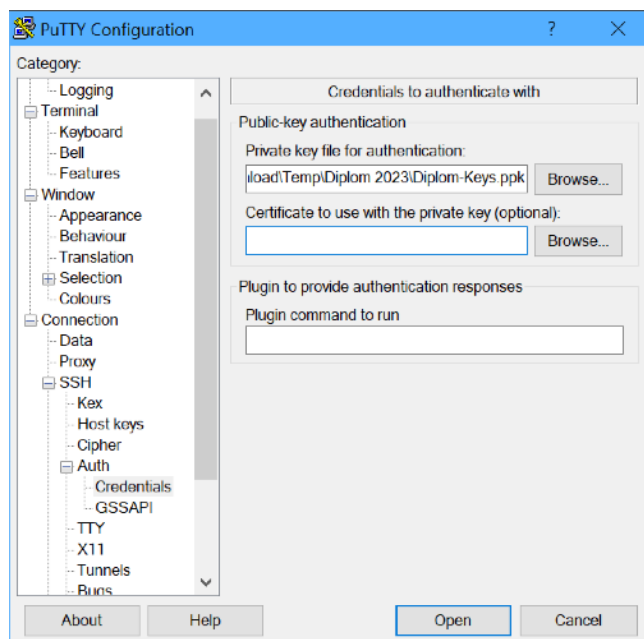 PuTTY Configuration
?
Category:
Logging
Terminal
Keyboard
Bell
Features
Window
Appearance
Behaviour
Translation
Selection
Colours
Connection
Data
Proxy
SSH
Kex
Host keys
Cipher
Auth
Credentials
GSSAPI
TTY
X11
Tunnels
Bugs
Credentials to authenticate with
Public-key authentication
Private key file for authentication:
ıload\Temp\Diplom 2023\Diplom-Keys.ppk Browse...
Certificate to use with the private key (optional):
Browse...
Plugin to provide authentication responses
Plugin command to run
About Help Open Cancel